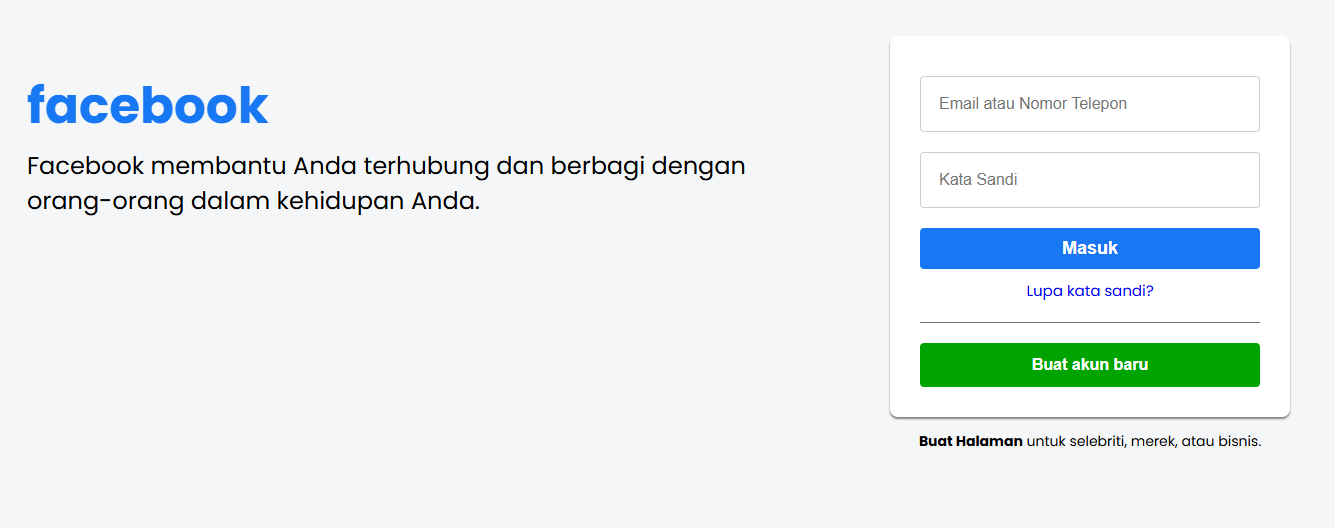 facebook
Facebook membantu Anda terhubung dan berbagi dengan
orang-orang dalam kehidupan Anda.
Email atau Nomor Telepon
Kata Sandi
Masuk
Lupa kata sandi?
Buat akun baru
Buat Halaman untuk selebriti, merek, atau bisnis.